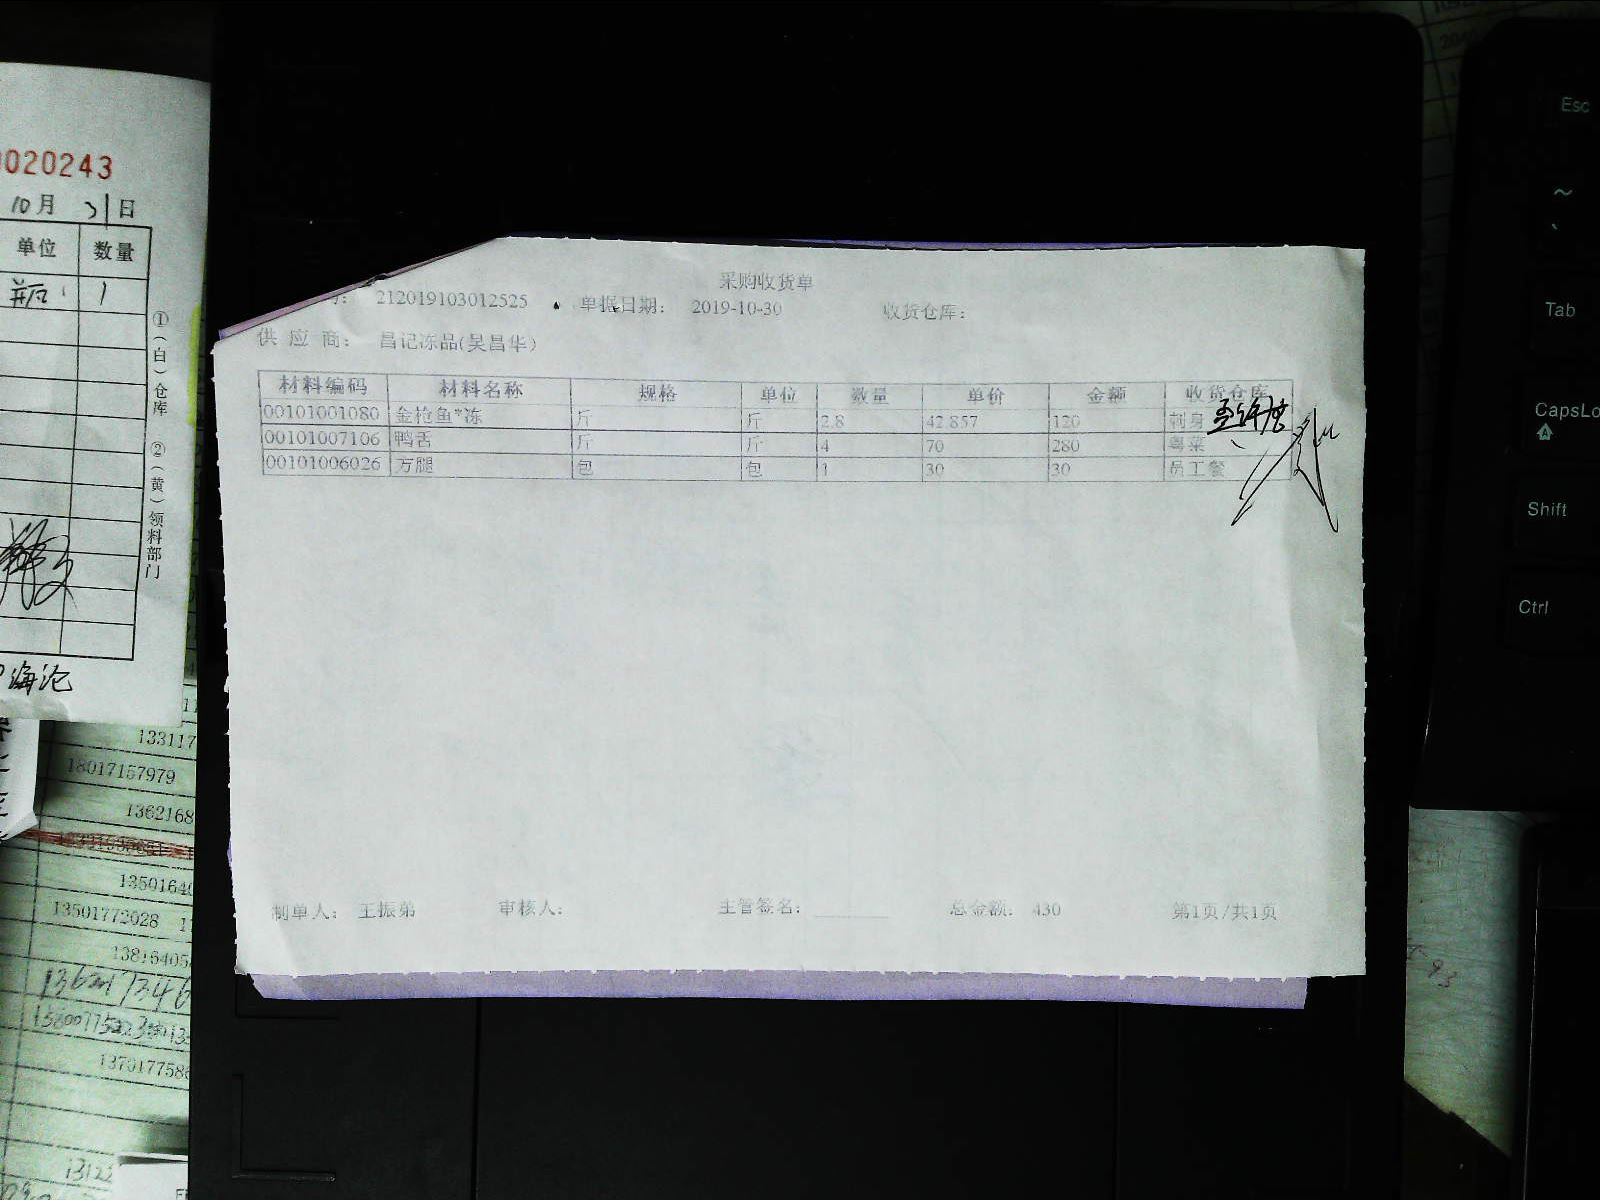 采购收货单
212019103012525 单据日期： 2019-10-30 收货仓库：
供 应 商： 昌记冻品(吴昌华)
材料编码 材料名称 规格 单位 数量 单价 金额 收货仓库
00101001080 金枪鱼*冻 斤 斤 2.8 42.857 120 刺身
00101007106 鸭舌 斤 斤 4 70 280 粤菜
00101006026 方腿 包 包 1 30 30 员工餐
制单人： 王振弟 审核人： 主管签名： 总金额： 430 第1页/共1页
020243
10月 31日
单位 数量
瓶 1
①(白)仓库 ②(黄)领料部门
133117
18017157979
1362168
1350164
13501772028
1381540
1370177586
13122
Esc
~
、
Tab
CapsLo
A
Shift
Ctrl